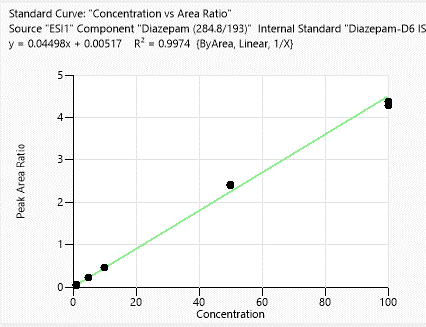 Standard Curve: "Concentration vs Area Ratio"
Source "ESI1" Component "Diazepam (284.8/193)" Internal Standard "Diazepam-D6 IS
y = 0.04498x + 0.00517 R² = 0.9974 {ByArea, Linear, 1/X}
5
4
3
2
1
0
Peak Area Ratio
0 20 40 60 80 100
Concentration